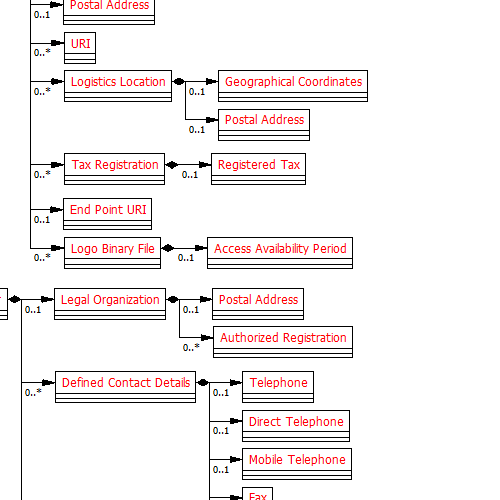 Postal Address
0..1
URI
0..*
Logistics Location
0..*
Geographical Coordinates
0..1
Postal Address
0..1
Tax Registration
0..*
Registered Tax
0..1
End Point URI
0..1
Logo Binary File
0..*
Access Availability Period
0..1
Legal Organization
0..1
Postal Address
0..1
Authorized Registration
0..*
Defined Contact Details
0..*
Telephone
0..1
Direct Telephone
0..1
Mobile Telephone
0..1
Fax